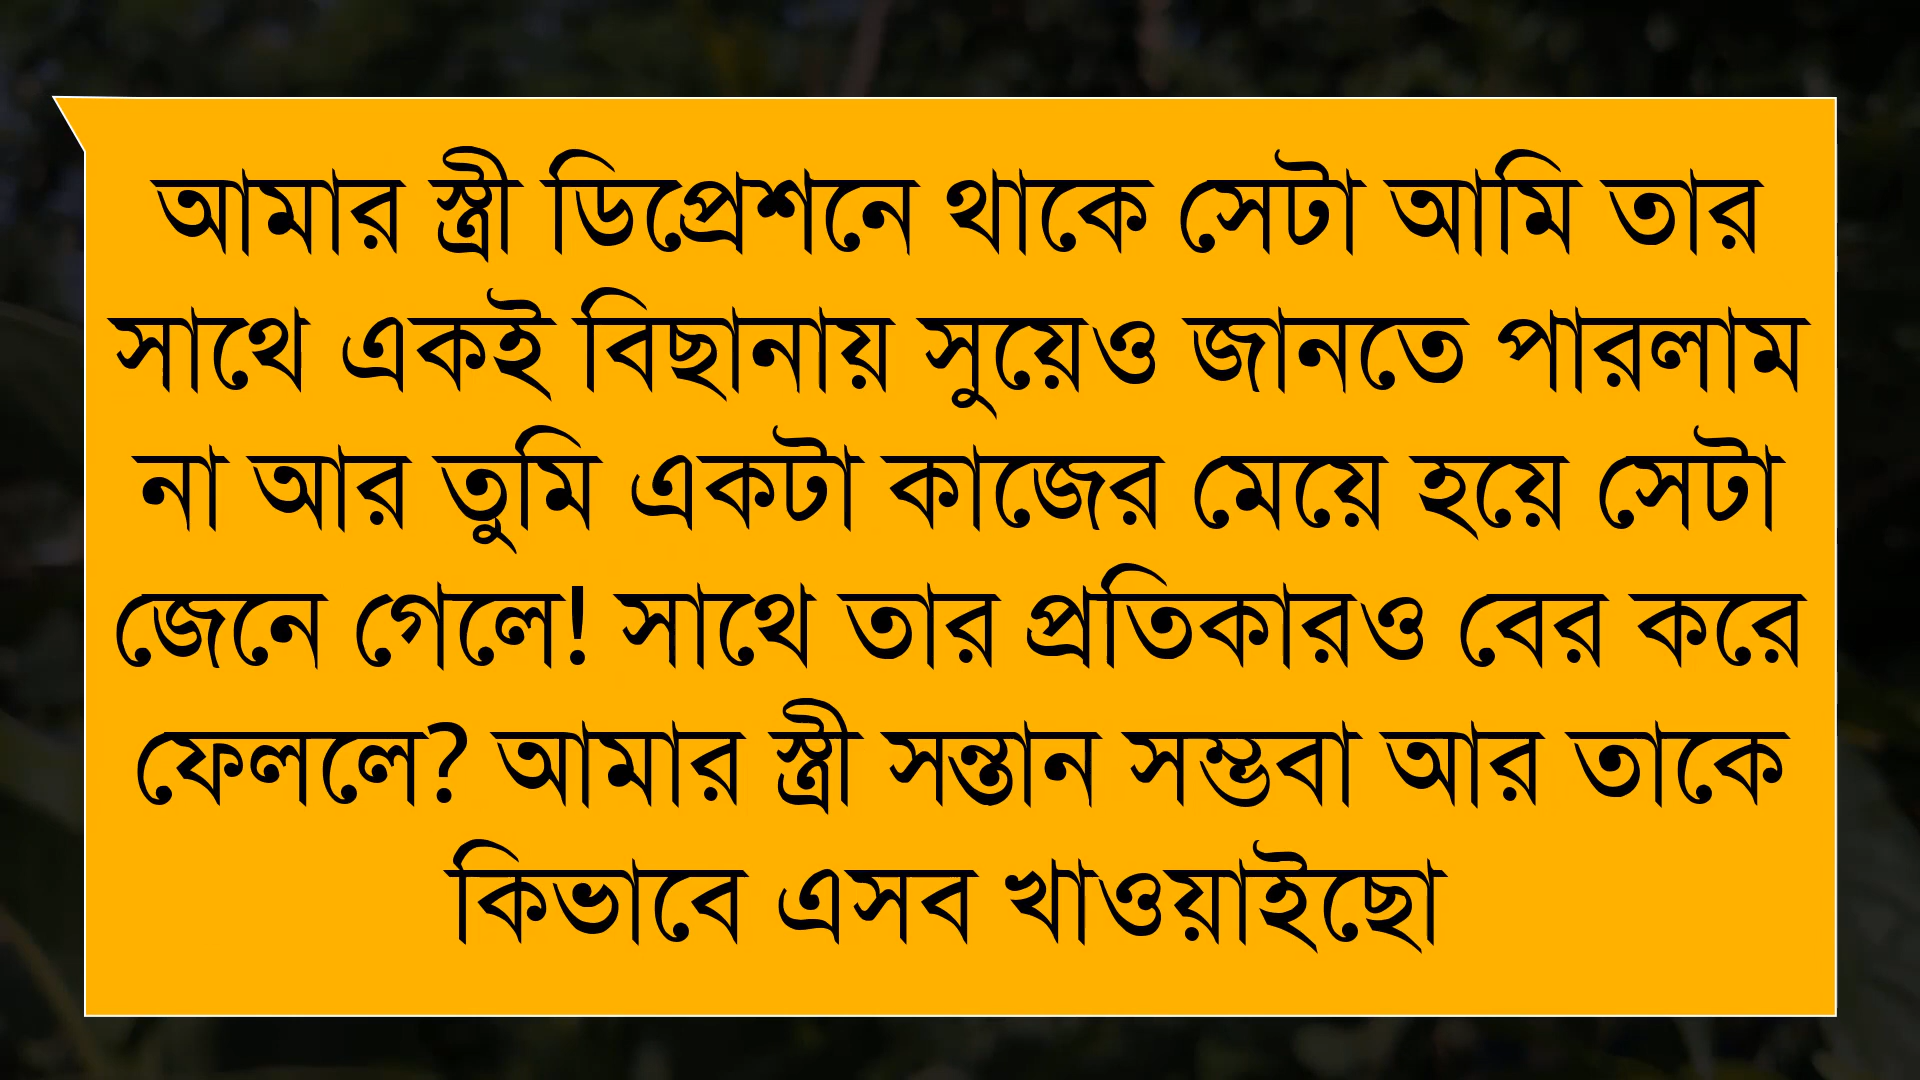 আমার স্ত্রী ডিপ্রেশনে থাকে সেটা আমি তার
সাথে একই বিছানায় সুয়েও জানতে পারলাম
না আর তুমি একটা কাজের মেয়ে হয়ে সেটা
জেনে গেলে! সাথে তার প্রতিকারও বের করে
ফেললে? আমার স্ত্রী সন্তান সম্ভবা আর তাকে
কিভাবে এসব খাওয়াইছো